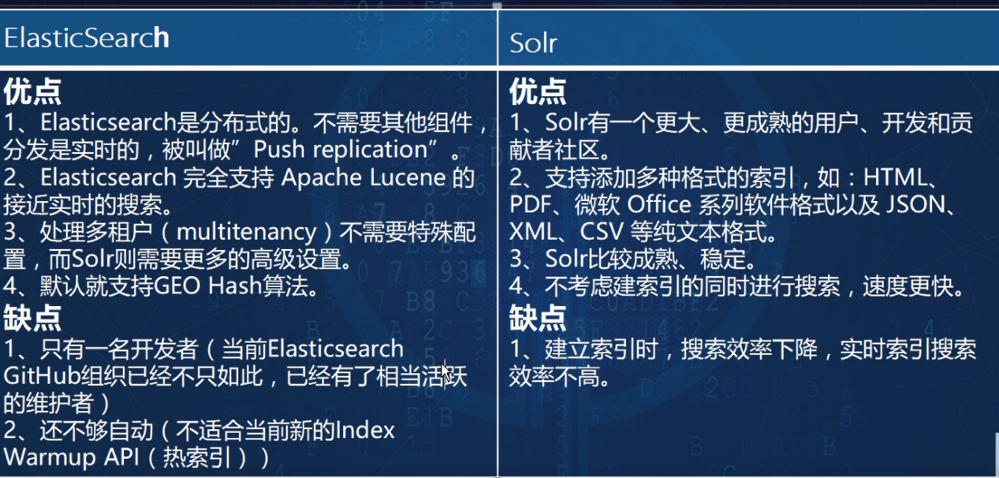 ElasticSearch
优点
1、Elasticsearch是分布式的。不需要其他组件，
分发是实时的，被叫做”Push replication”。
2、Elasticsearch 完全支持 Apache Lucene 的
接近实时的搜索。
3、处理多租户（multitenancy）不需要特殊配
置，而Solr则需要更多的高级设置。
4、默认就支持GEO Hash算法。
缺点
1、只有一名开发者（当前Elasticsearch
GitHub组织已经不只如此，已经有了相当活跃
的维护者）
2、还不够自动（不适合当前新的Index
Warmup API（热索引））
Solr
优点
1、Solr有一个更大、更成熟的用户、开发和贡
献者社区。
2、支持添加多种格式的索引，如：HTML、
PDF、微软 Office 系列软件格式以及 JSON、
XML、CSV 等纯文本格式。
3、Solr比较成熟、稳定。
4、不考虑建索引的同时进行搜索，速度更快。
缺点
1、建立索引时，搜索效率下降，实时索引搜索
效率不高。